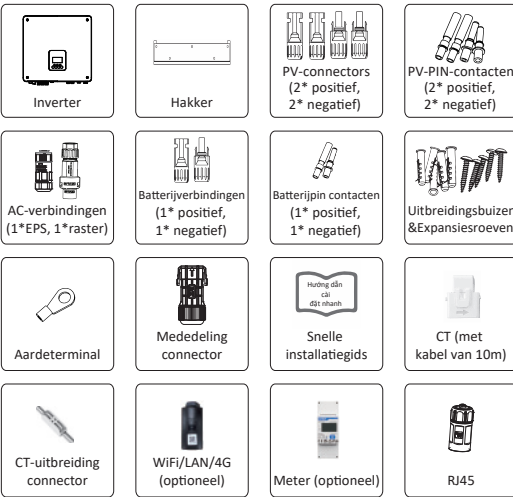 Inverter
Hakker
PV-connectors
(2* positief,
2* negatief)
PV-PIN-contacten
(2* positief,
2* negatief)
AC-verbindingen
(1*EPS, 1*raster)
Batterijverbindingen
(1* positief,
1* negatief)
Batterijpin contacten
(1* positief,
1* negatief)
Uitbreidingsbuizen
&Expansiesroeven
Aardeterminal
Mededeling
connector
Hướng dẫn
cài
đặt nhanh
Snelle
installatiegids
CT (met
kabel van 10m)
CT-uitbreiding
connector
WiFi/LAN/4G
(optioneel)
Meter (optioneel)
RJ45